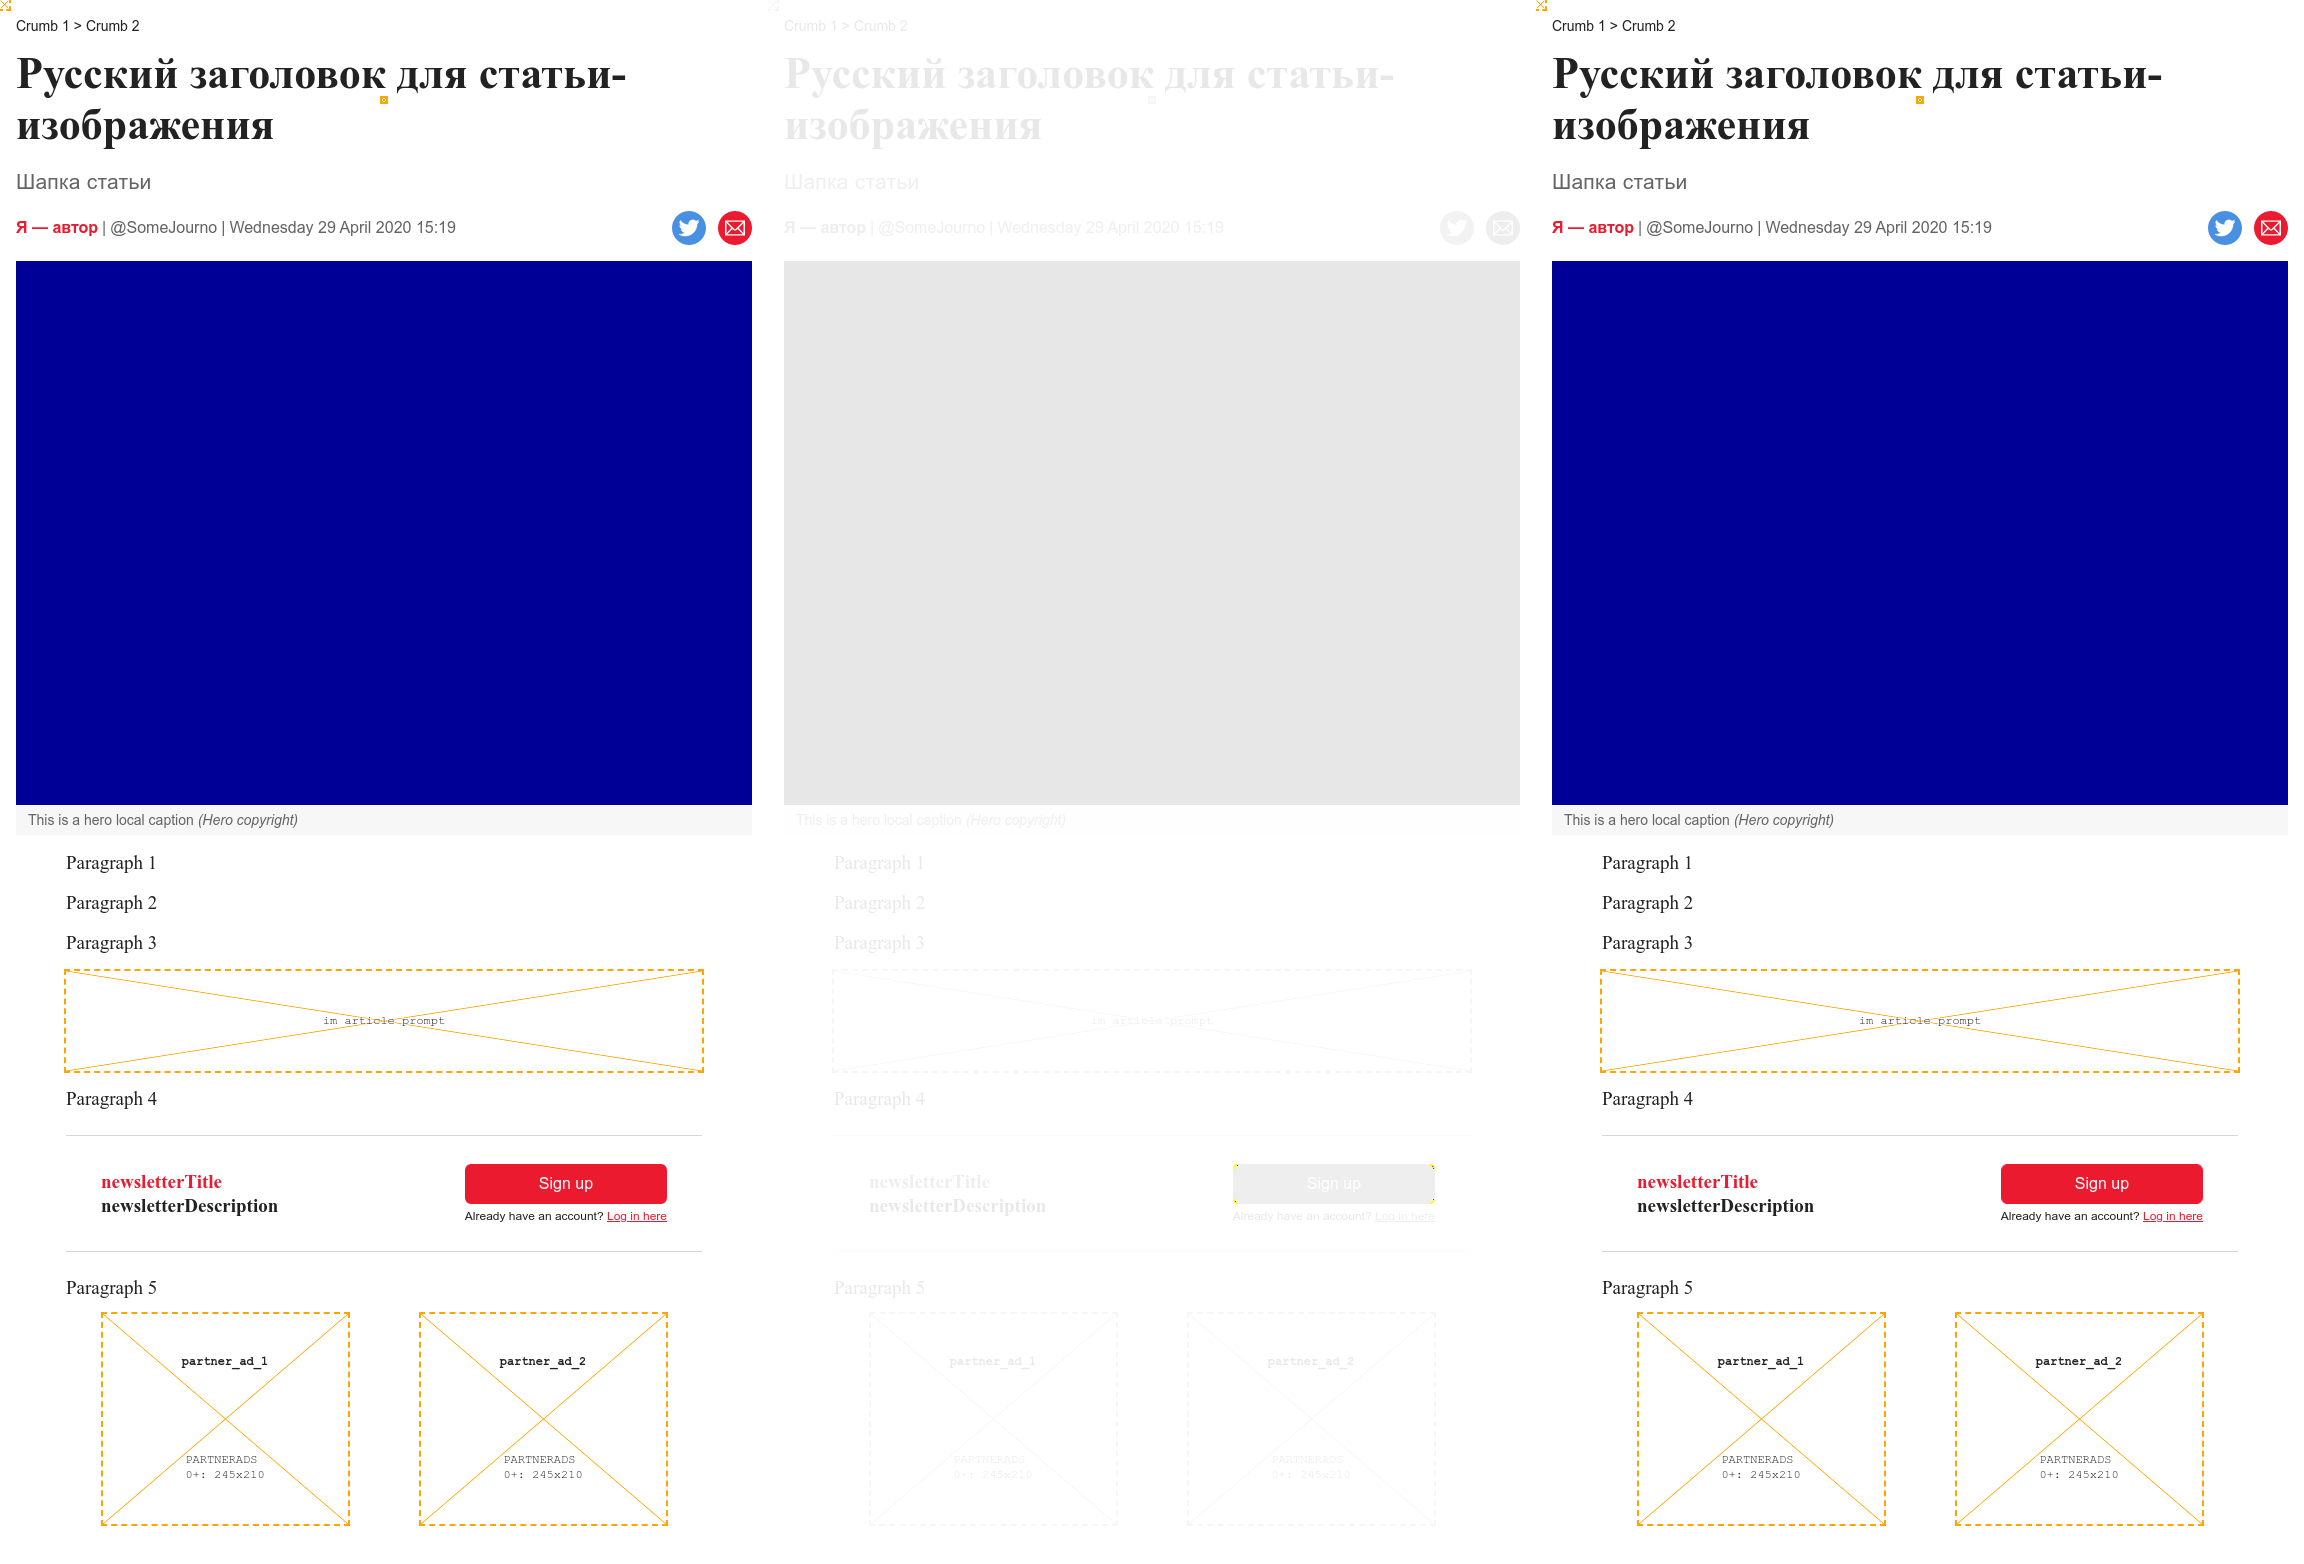 Crumb 1 > Crumb 2
Русский заголовок для статьи-
изображения
Шапка статьи
Я — автор | @SomeJourno | Wednesday 29 April 2020 15:19
This is a hero local caption (Hero copyright)
Paragraph 1
Paragraph 2
Paragraph 3
im article prompt
Paragraph 4
newsletterTitle
newsletterDescription
Sign up
Already have an account? Log in here
Paragraph 5
partner_ad_1
PARTNERADS
0+: 245x210
partner_ad_2
PARTNERADS
0+: 245x210
Crumb 1 > Crumb 2
Русский заголовок для статьи-
изображения
Шапка статьи
Я — автор | @SomeJourno | Wednesday 29 April 2020 15:19
This is a hero local caption (Hero copyright)
Paragraph 1
Paragraph 2
Paragraph 3
im article prompt
Paragraph 4
newsletterTitle
newsletterDescription
Sign up
Already have an account? Log in here
Paragraph 5
partner_ad_1
PARTNERADS
0+: 245x210
partner_ad_2
PARTNERADS
0+: 245x210
Crumb 1 > Crumb 2
Русский заголовок для статьи-
изображения
Шапка статьи
Я — автор | @SomeJourno | Wednesday 29 April 2020 15:19
This is a hero local caption (Hero copyright)
Paragraph 1
Paragraph 2
Paragraph 3
im article prompt
Paragraph 4
newsletterTitle
newsletterDescription
Sign up
Already have an account? Log in here
Paragraph 5
partner_ad_1
PARTNERADS
0+: 245x210
partner_ad_2
PARTNERADS
0+: 245x210